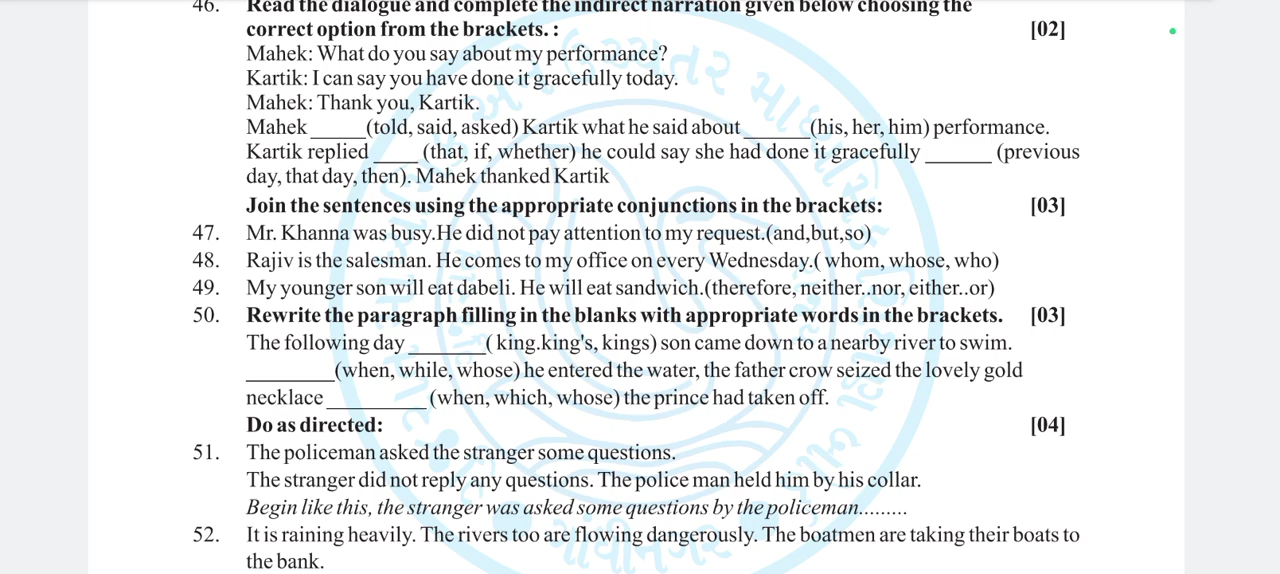 46. Read the dialogue and complete the indirect narration given below choosing the
correct option from the brackets. : [02]
Mahek: What do you say about my performance?
Kartik: I can say you have done it gracefully today.
Mahek: Thank you, Kartik.
Mahek _____(told, said, asked) Kartik what he said about ______(his, her, him) performance.
Kartik replied ____ (that, if, whether) he could say she had done it gracefully ______ (previous
day, that day, then). Mahek thanked Kartik
Join the sentences using the appropriate conjunctions in the brackets: [03]
47. Mr. Khanna was busy.He did not pay attention to my request.(and,but,so)
48. Rajiv is the salesman. He comes to my office on every Wednesday.( whom, whose, who)
49. My younger son will eat dabeli. He will eat sandwich.(therefore, neither..nor, either..or)
50. Rewrite the paragraph filling in the blanks with appropriate words in the brackets. [03]
The following day _______( king.king's, kings) son came down to a nearby river to swim.
________(when, while, whose) he entered the water, the father crow seized the lovely gold
necklace _________ (when, which, whose) the prince had taken off.
Do as directed: [04]
51. The policeman asked the stranger some questions.
The stranger did not reply any questions. The police man held him by his collar.
Begin like this, the stranger was asked some questions by the policeman.........
52. It is raining heavily. The rivers too are flowing dangerously. The boatmen are taking their boats to
the bank.